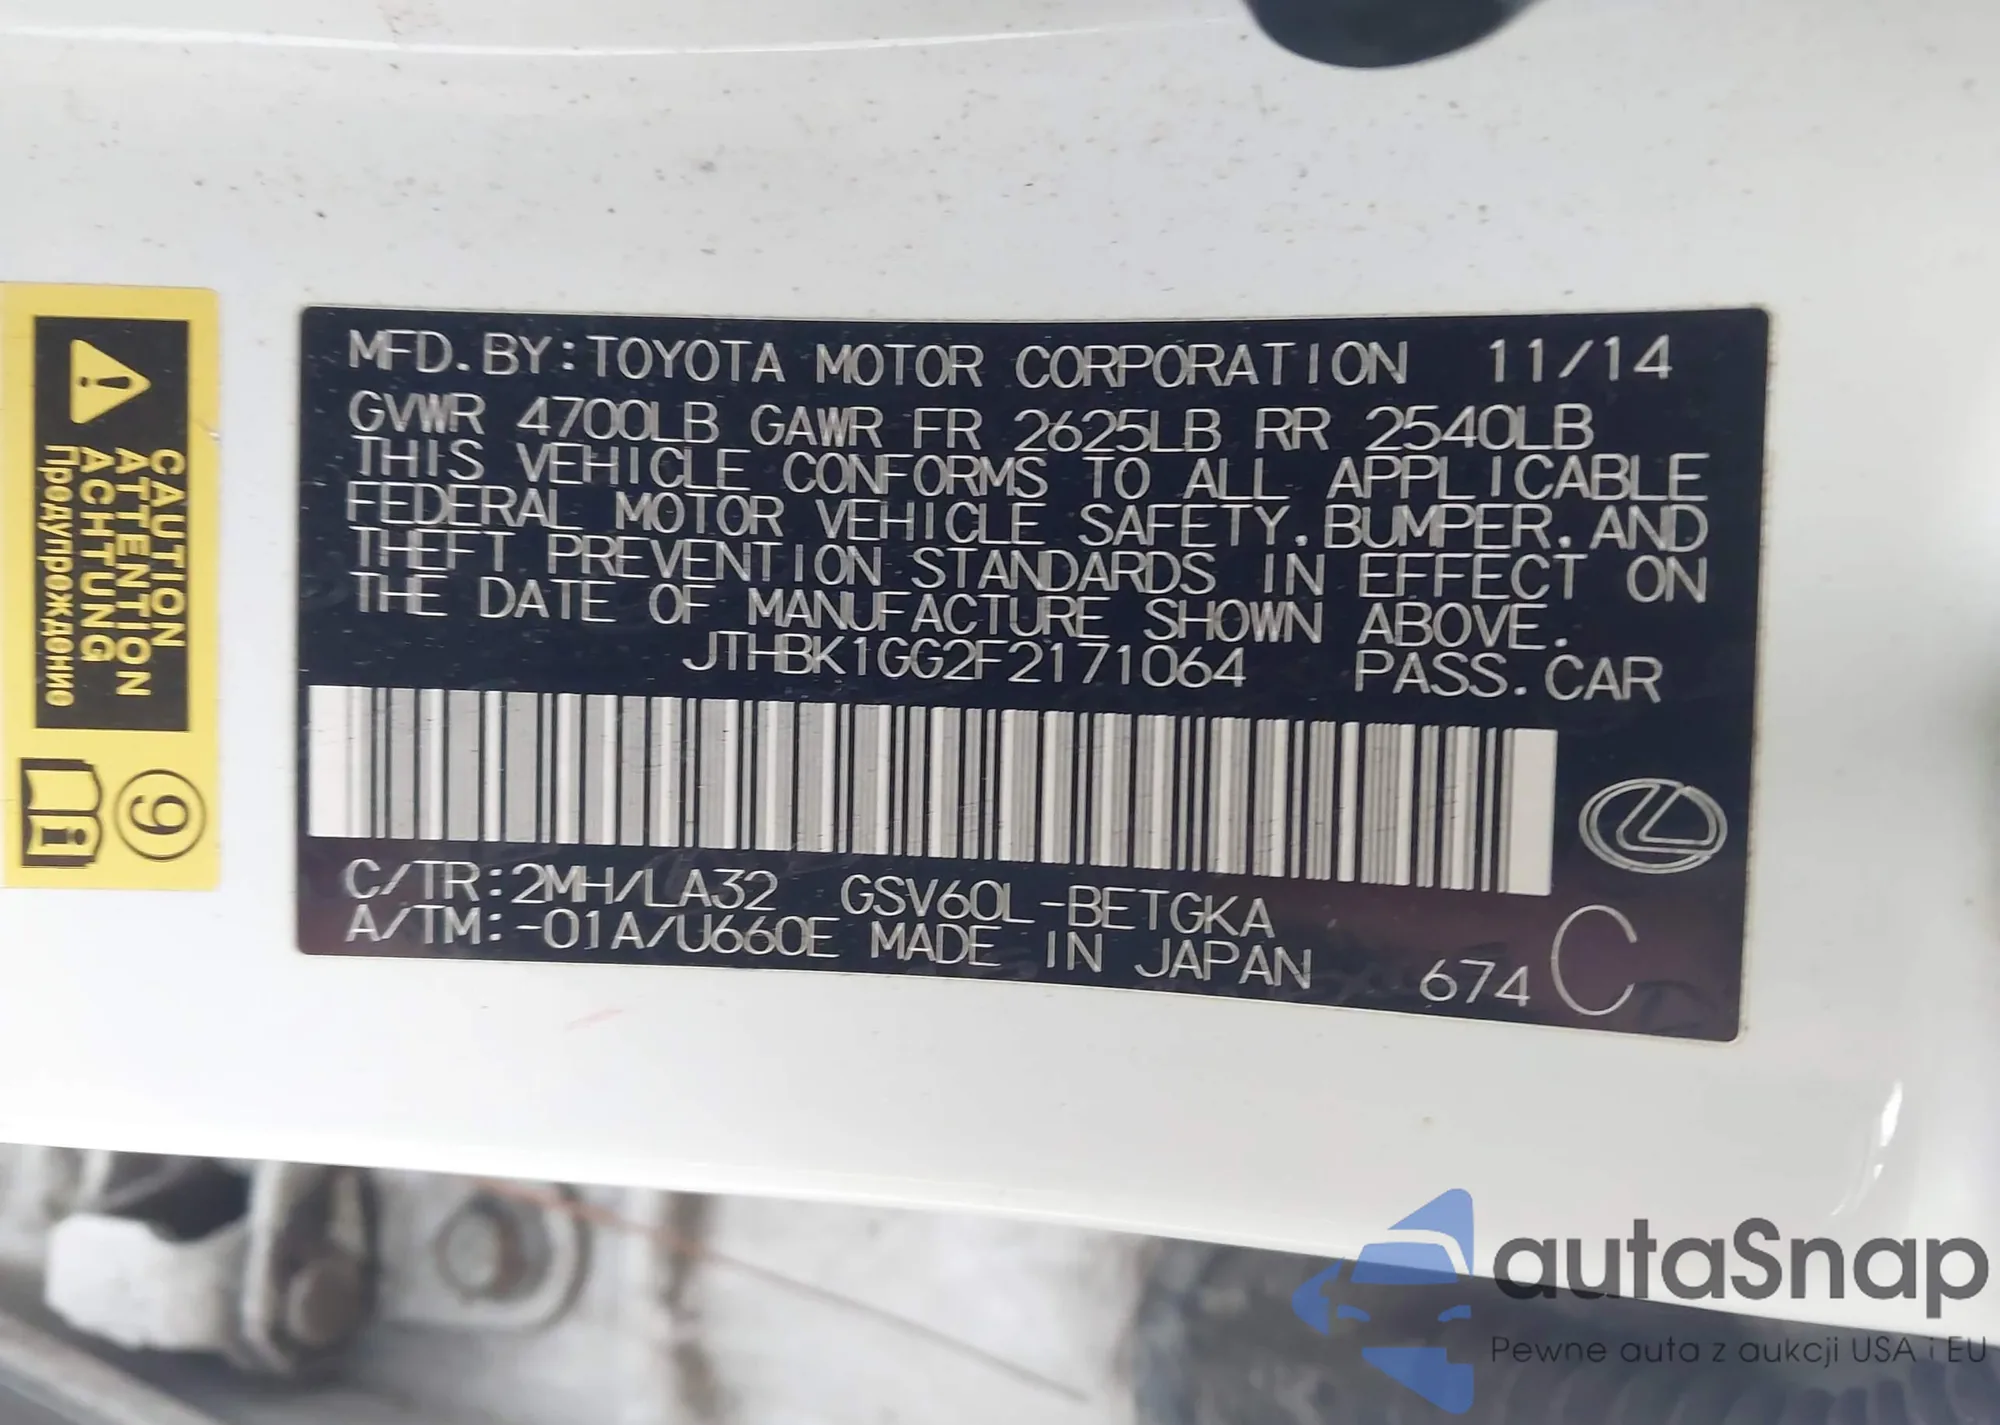 MFD. BY: TOYOTA MOTOR CORPORATION 11/14
GVWR 4700LB GAWR FR 2625LB RR 2540LB
THIS VEHICLE CONFORMS TO ALL APPLICABLE
FEDERAL MOTOR VEHICLE SAFETY, BUMPER, AND
THEFT PREVENTION STANDARDS IN EFFECT ON
THE DATE OF MANUFACTURE SHOWN ABOVE.
JTHBK1GG2F2171064 PASS. CAR
C/TR: 2MH/LA32 GSV60L-BETGKA
A/TM: -01A/U660E MADE IN JAPAN 674 C
CAUTION
ATTENTION
ACHTUNG
Предупреждение
9
autaSnap
Pewne auta z aukcji USA i EU